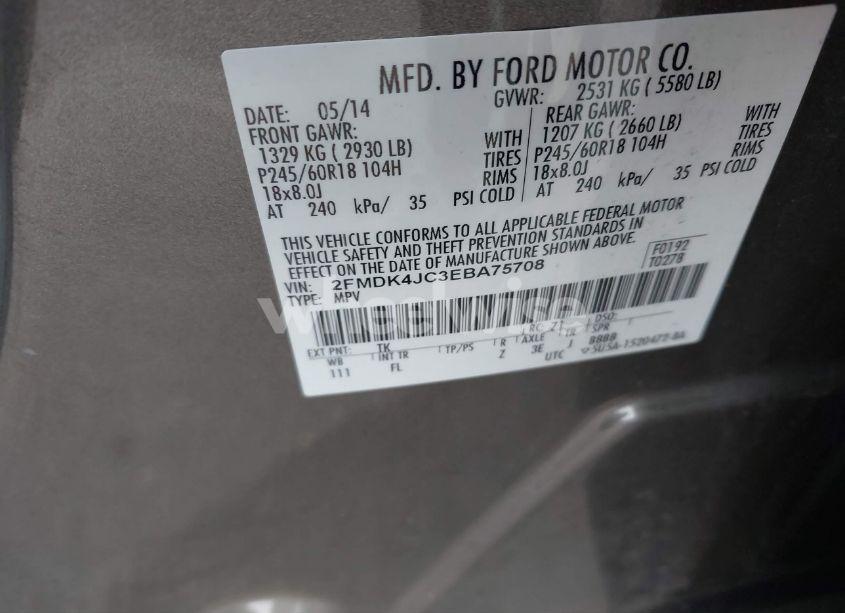 MFD. BY FORD MOTOR CO.
DATE: 05/14 GVWR: 2531 KG ( 5580 LB)
FRONT GAWR: REAR GAWR:
1329 KG ( 2930 LB) WITH 1207 KG ( 2660 LB) WITH
P245/60R18 104H TIRES P245/60R18 104H TIRES
18x8.0J RIMS 18x8.0J RIMS
AT 240 kPa/ 35 PSI COLD AT 240 kPa/ 35 PSI COLD
THIS VEHICLE CONFORMS TO ALL APPLICABLE FEDERAL MOTOR
VEHICLE SAFETY AND THEFT PREVENTION STANDARDS IN
EFFECT ON THE DATE OF MANUFACTURE SHOWN ABOVE.
VIN: 2FMDK4JC3EBA75708 F0192
TYPE: MPV T0278
EXT PNT: TK RC: DSO:
WB INT TR TP/PS R AXLE SPR
111 FL Z 3E J BBBB
UTC